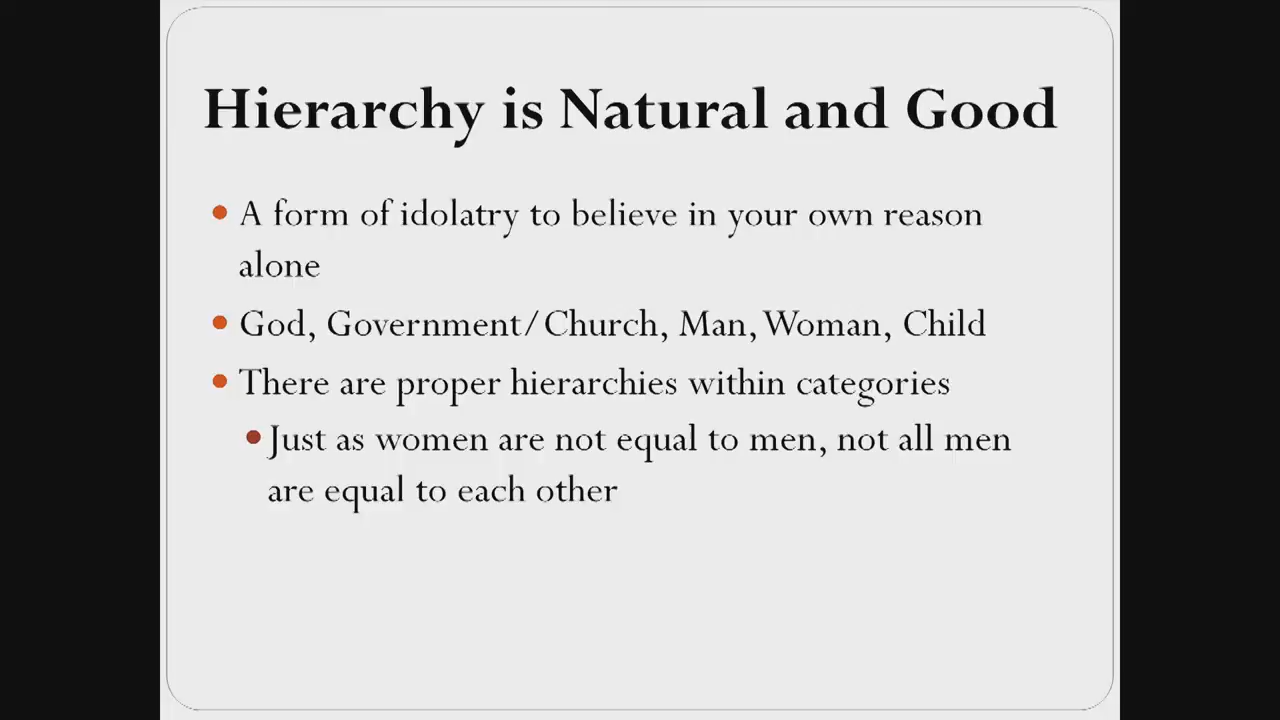 Hierarchy is Natural and Good
• A form of idolatry to believe in your own reason
alone
• God, Government/Church, Man, Woman, Child
• There are proper hierarchies within categories
• Just as women are not equal to men, not all men
are equal to each other